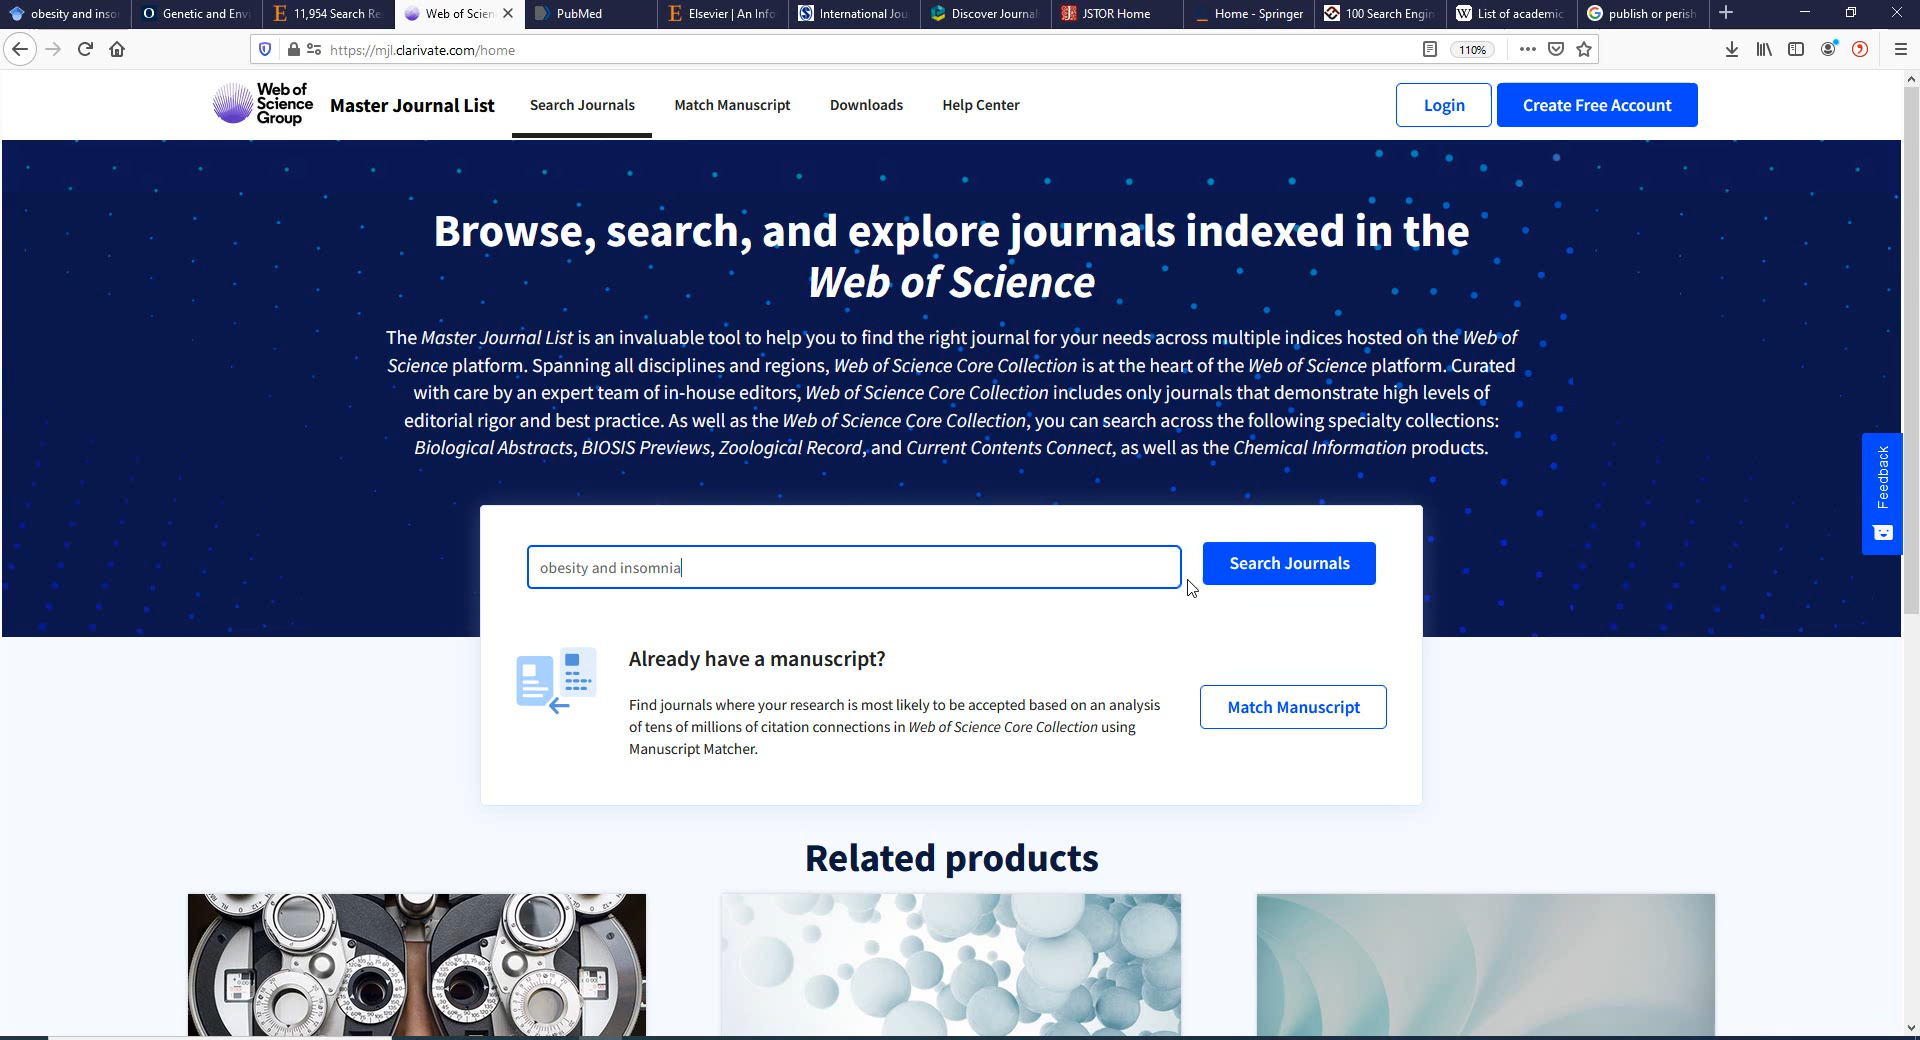 obesity and inso
Genetic and Envi
11,954 Search Re
Web of Scien
PubMed
Elsevier | An Info
International Jou
Discover Journal
JSTOR Home
Home - Springer
100 Search Engin
List of academic
publish or perish
https://mjl.clarivate.com/home
110%
Web of
Science
Group
Master Journal List
Search Journals
Match Manuscript
Downloads
Help Center
Login
Create Free Account
Browse, search, and explore journals indexed in the
Web of Science
The Master Journal List is an invaluable tool to help you to find the right journal for your needs across multiple indices hosted on the Web of
Science platform. Spanning all disciplines and regions, Web of Science Core Collection is at the heart of the Web of Science platform. Curated
with care by an expert team of in-house editors, Web of Science Core Collection includes only journals that demonstrate high levels of
editorial rigor and best practice. As well as the Web of Science Core Collection, you can search across the following specialty collections:
Biological Abstracts, BIOSIS Previews, Zoological Record, and Current Contents Connect, as well as the Chemical Information products.
Feedback
obesity and insomnia
Search Journals
Already have a manuscript?
Find journals where your research is most likely to be accepted based on an analysis
of tens of millions of citation connections in Web of Science Core Collection using
Manuscript Matcher.
Match Manuscript
Related products